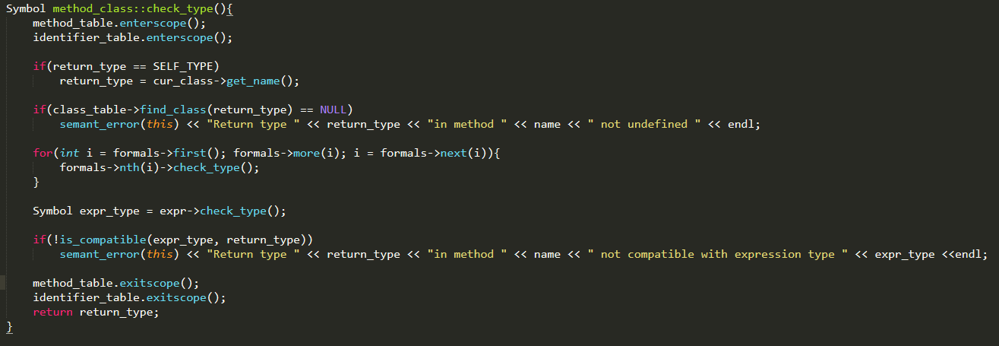 Symbol method_class::check_type(){
    method_table.enterscope();
    identifier_table.enterscope();

    if(return_type == SELF_TYPE)
        return_type = cur_class->get_name();

    if(class_table->find_class(return_type) == NULL)
        semant_error(this) << "Return type " << return_type << "in method " << name << " not undefined " << endl;

    for(int i = formals->first(); formals->more(i); i = formals->next(i)){
        formals->nth(i)->check_type();
    }

    Symbol expr_type = expr->check_type();

    if(!is_compatible(expr_type, return_type))
        semant_error(this) << "Return type " << return_type << "in method " << name << " not compatible with expression type " << expr_type <<endl;

    method_table.exitscope();
    identifier_table.exitscope();
    return return_type;
}